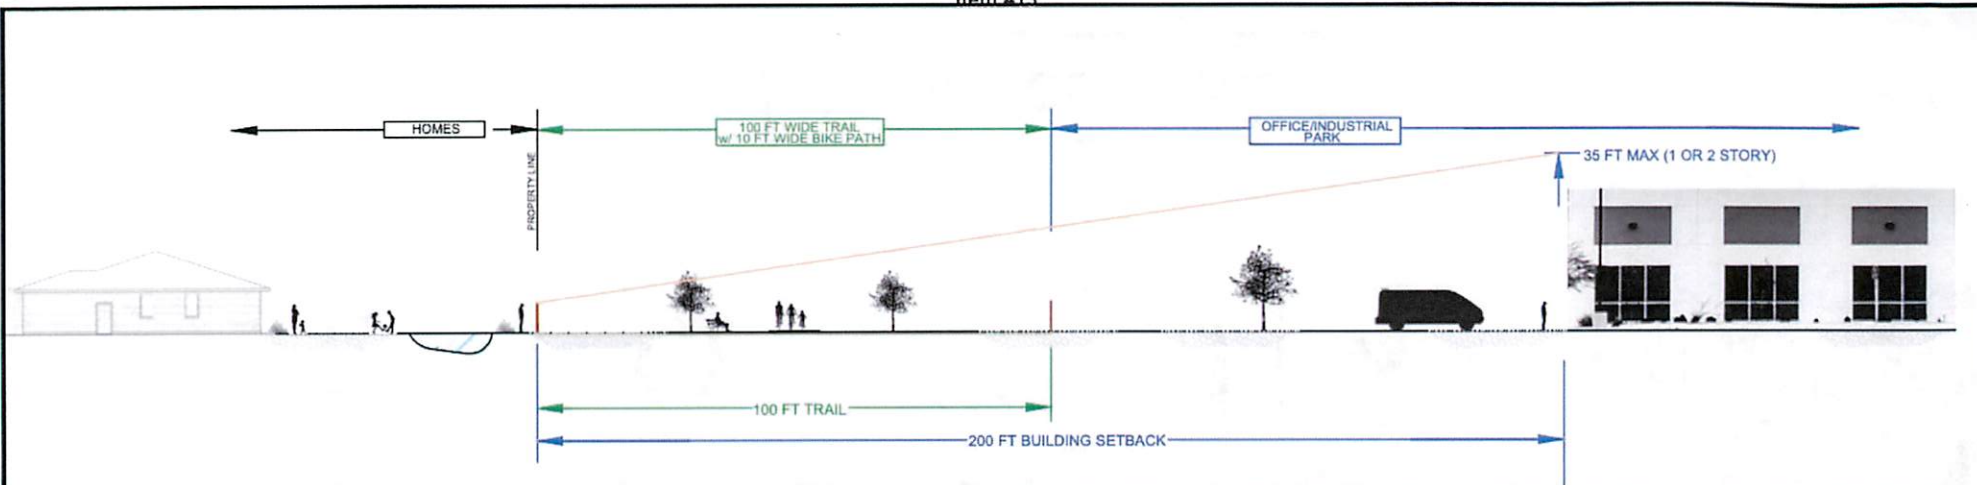 HOMES
100 FT WIDE TRAIL
w/ 10 FT WIDE BIKE PATH
OFFICE/INDUSTRIAL
PARK
PROPERTY LINE
35 FT MAX (1 OR 2 STORY)
100 FT TRAIL
200 FT BUILDING SETBACK